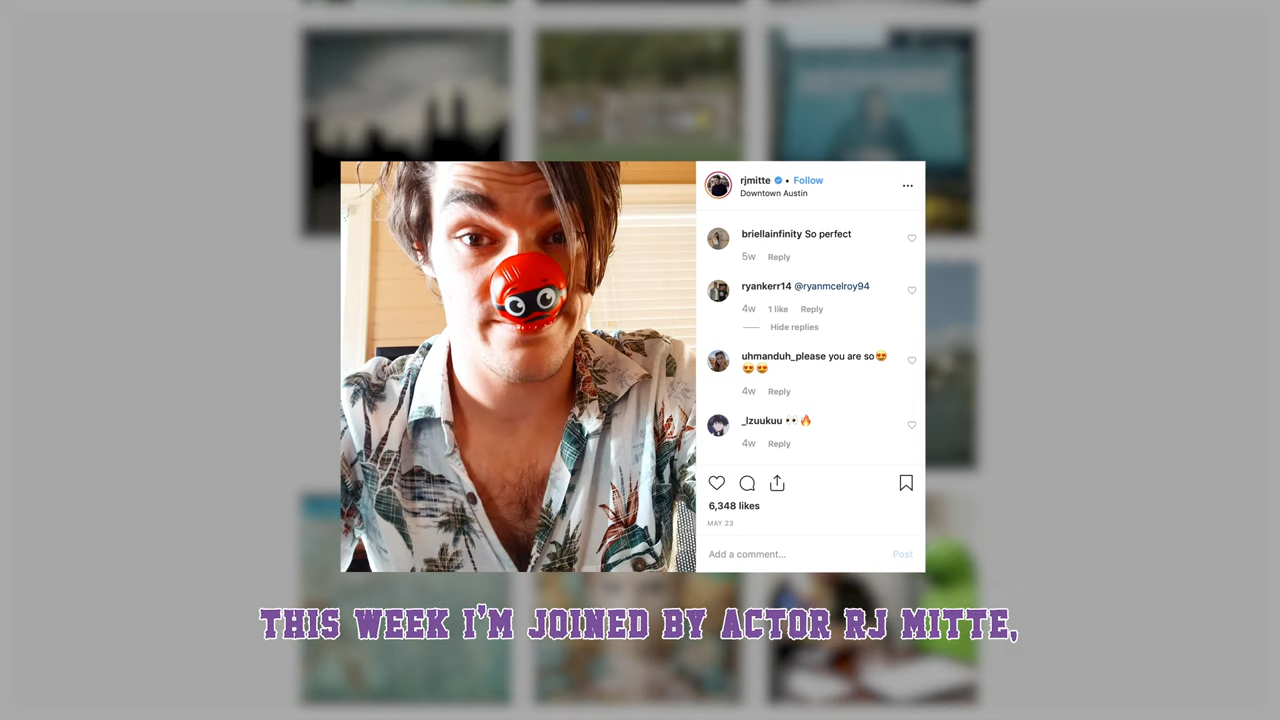 rjmitte • Follow
Downtown Austin
briellainfinity So perfect
5w Reply
ryankerr14 @ryanmcelroy94
4w 1 like Reply
Hide replies
uhmanduh_please you are so😍
😍😍
4w Reply
_lzuukuu 👀🔥
4w Reply
6,348 likes
MAY 23
Add a comment... Post
THIS WEEK I'M JOINED BY ACTOR RJ MITTE,